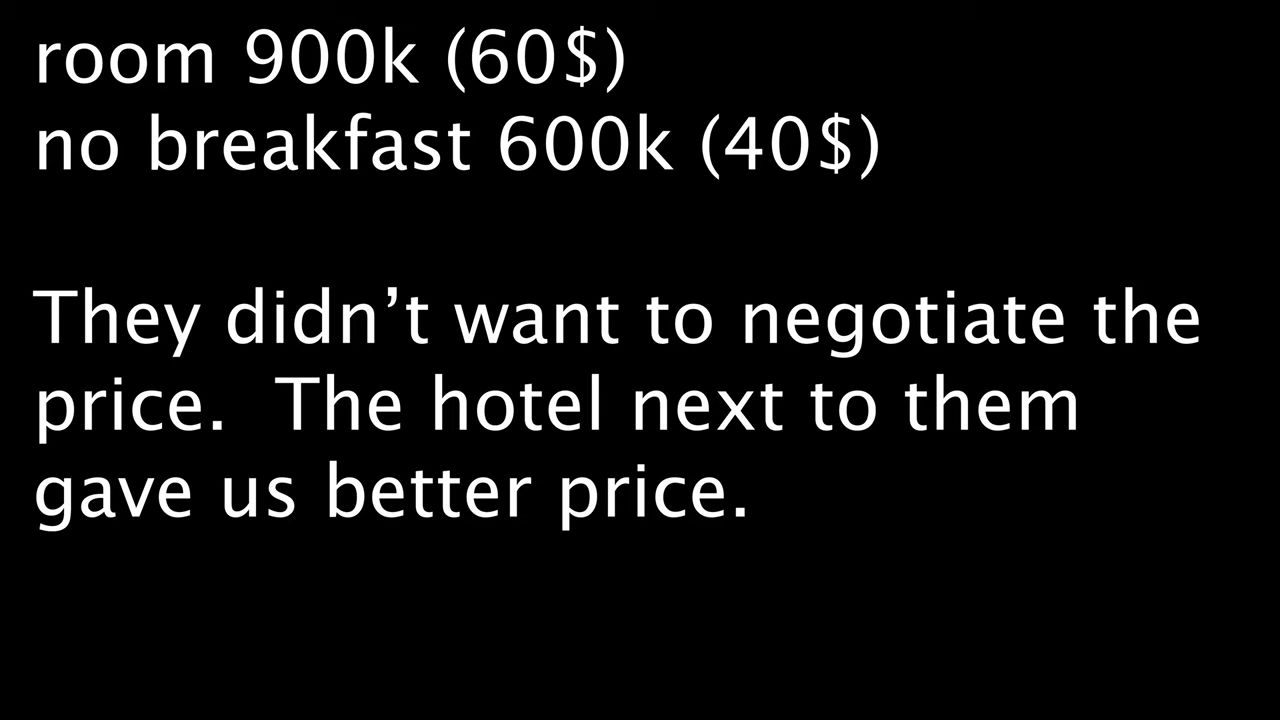 room 900k (60$)
no breakfast 600k (40$)
They didn’t want to negotiate the
price.  The hotel next to them
gave us better price.